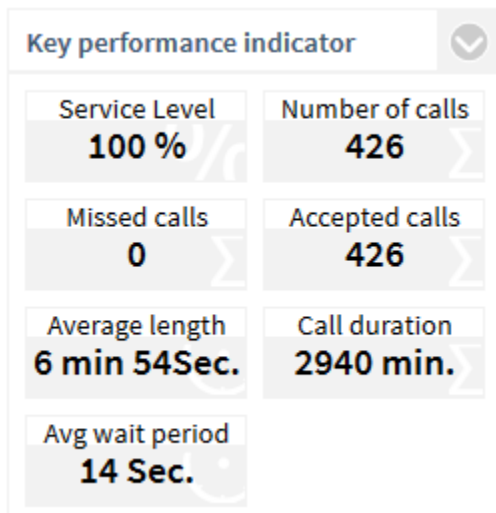 Key performance indicator
Service Level
100 %
Number of calls
426
Missed calls
0
Accepted calls
426
Average length
6 min 54Sec.
Call duration
2940 min.
Avg wait period
14 Sec.